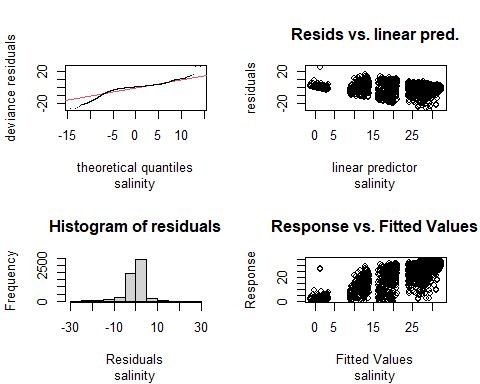 deviance residuals
-20
20
-15
-5
0
5
10
theoretical quantiles
salinity
Resids vs. linear pred.
residuals
-20
20
0
5
15
25
linear predictor
salinity
Histogram of residuals
Frequency
0
2500
-30
-10
0
10
30
Residuals
salinity
Response vs. Fitted Values
Response
0
20
0
5
15
25
Fitted Values
salinity